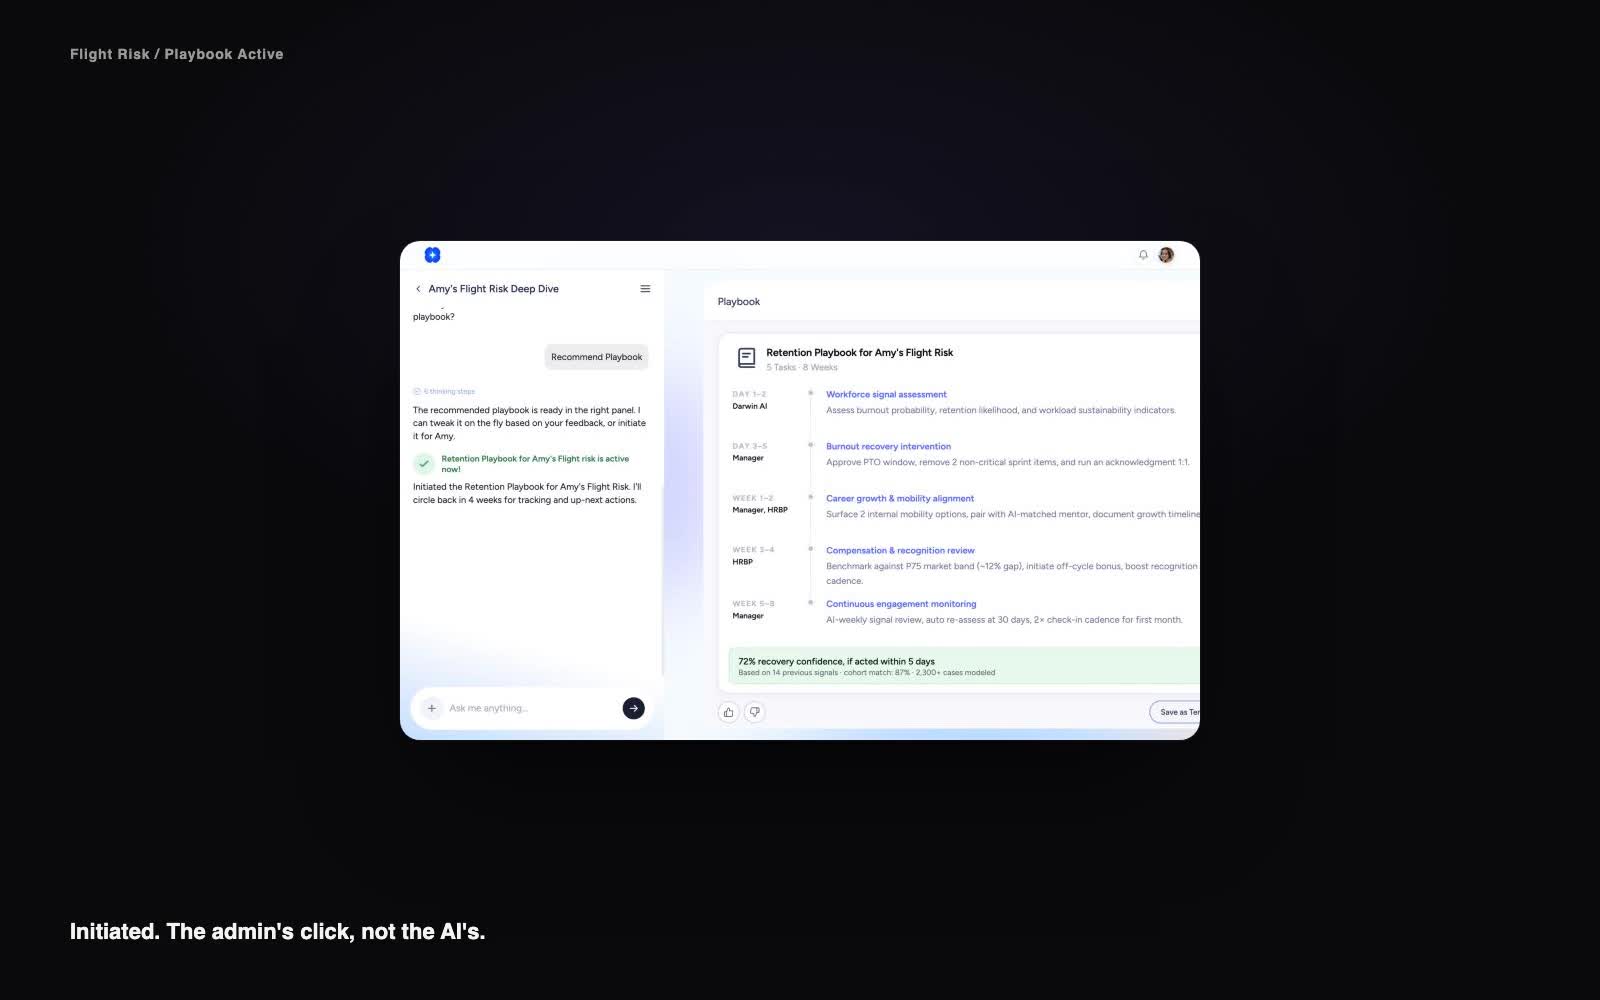 Flight Risk / Playbook Active
Amy's Flight Risk Deep Dive
playbook?
Recommend Playbook
6 thinking steps
The recommended playbook is ready in the right panel. I
can tweak it on the fly based on your feedback, or initiate
it for Amy.
Retention Playbook for Amy's Flight risk is active
now!
Initiated the Retention Playbook for Amy's Flight Risk. I'll
circle back in 4 weeks for tracking and up-next actions.
Ask me anything...
Playbook
Retention Playbook for Amy's Flight Risk
5 Tasks · 8 Weeks
DAY 1–2
Darwin AI
Workforce signal assessment
Assess burnout probability, retention likelihood, and workload sustainability indicators.
DAY 3–5
Manager
Burnout recovery intervention
Approve PTO window, remove 2 non-critical sprint items, and run an acknowledgment 1:1.
WEEK 1–2
Manager, HRBP
Career growth & mobility alignment
Surface 2 internal mobility options, pair with AI-matched mentor, document growth timeline
WEEK 3–4
HRBP
Compensation & recognition review
Benchmark against P75 market band (~12% gap), initiate off-cycle bonus, boost recognition
cadence.
WEEK 5–8
Manager
Continuous engagement monitoring
AI-weekly signal review, auto re-assess at 30 days, 2× check-in cadence for first month.
72% recovery confidence, if acted within 5 days
Based on 14 previous signals · cohort match: 87% · 2,300+ cases modeled
Save as Ter
Initiated. The admin's click, not the AI's.